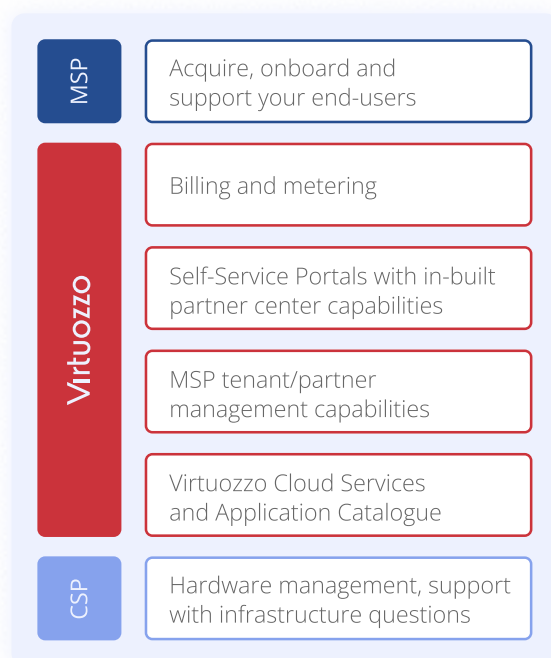 MSP
Acquire, onboard and
support your end-users
Virtuozzo
Billing and metering
Self-Service Portals with in-built
partner center capabilities
MSP tenant/partner
management capabilities
Virtuozzo Cloud Services
and Application Catalogue
CSP
Hardware management, support
with infrastructure questions